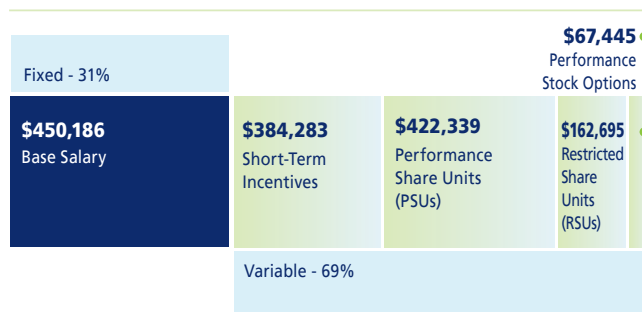 $67,445
Performance
Stock Options
Fixed - 31%
$450,186
Base Salary
$384,283
Short-Term
Incentives
$422,339
Performance
Share Units
(PSUs)
$162,695
Restricted
Share
Units
(RSUs)
Variable - 69%